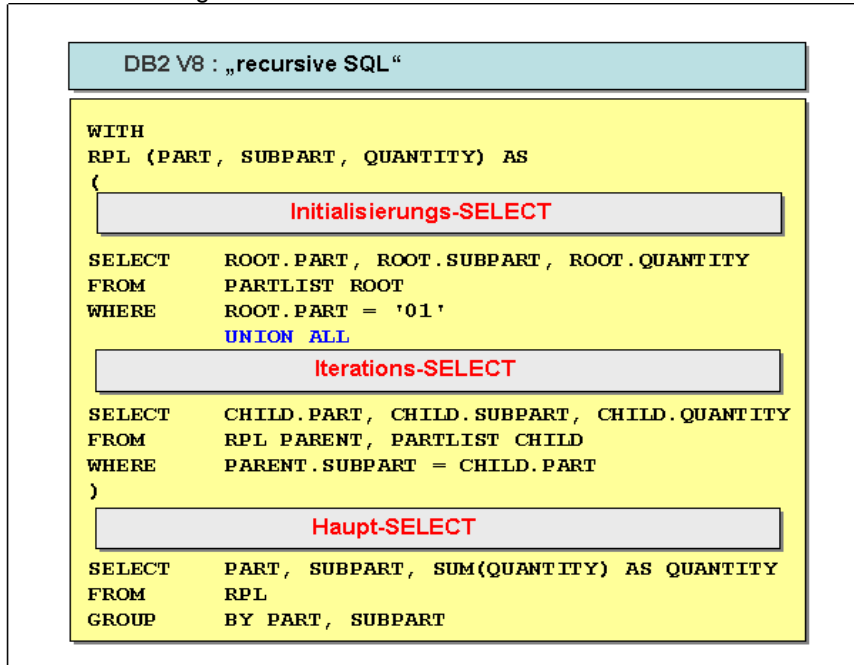 DB2 V8 : „recursive SQL“
WITH
RPL (PART, SUBPART, QUANTITY) AS
(
Initialisierungs-SELECT
SELECT ROOT.PART, ROOT.SUBPART, ROOT.QUANTITY
FROM PARTLIST ROOT
WHERE ROOT.PART = '01'
UNION ALL
Iterations-SELECT
SELECT CHILD.PART, CHILD.SUBPART, CHILD.QUANTITY
FROM RPL PARENT, PARTLIST CHILD
WHERE PARENT.SUBPART = CHILD.PART
)
Haupt-SELECT
SELECT PART, SUBPART, SUM(QUANTITY) AS QUANTITY
FROM RPL
GROUP BY PART, SUBPART